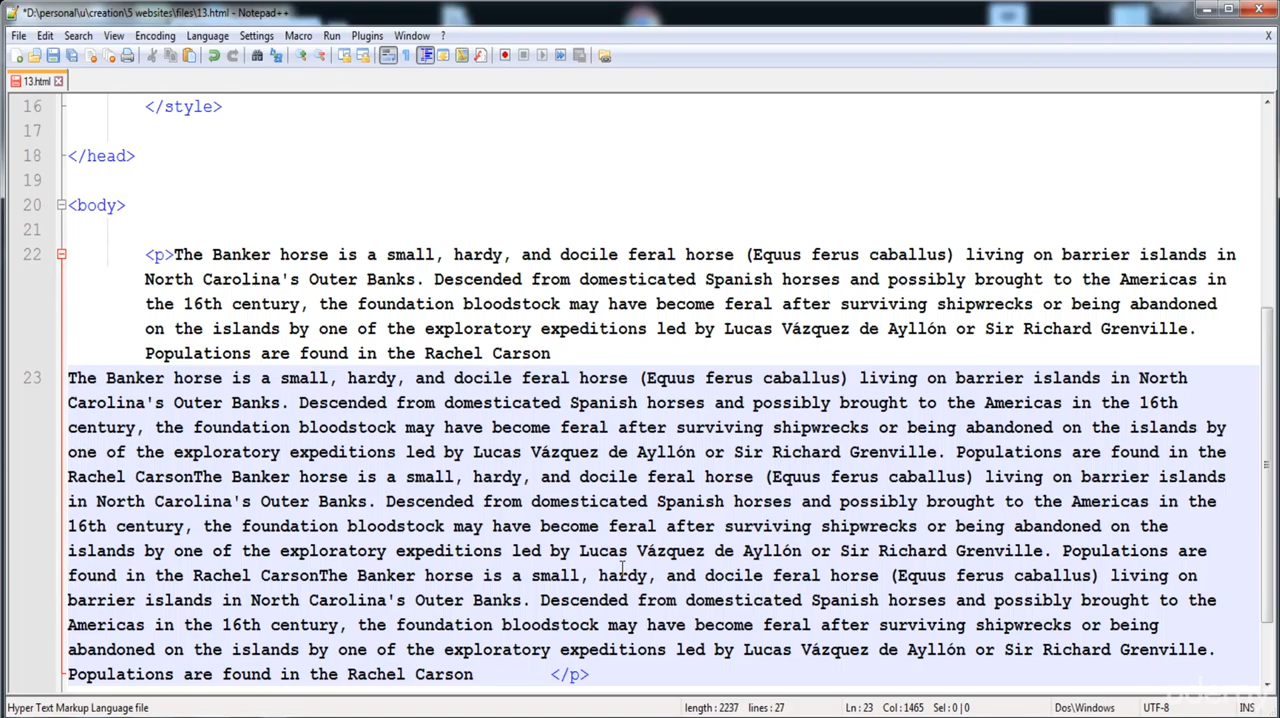 *D:\personal\u\creation\5 websites\files\13.html - Notepad++
File Edit Search View Encoding Language Settings Macro Run Plugins Window ? X
13.html
16 </style>
17
18 </head>
19
20 <body>
21
22 <p>The Banker horse is a small, hardy, and docile feral horse (Equus ferus caballus) living on barrier islands in
North Carolina's Outer Banks. Descended from domesticated Spanish horses and possibly brought to the Americas in
the 16th century, the foundation bloodstock may have become feral after surviving shipwrecks or being abandoned
on the islands by one of the exploratory expeditions led by Lucas Vázquez de Ayllón or Sir Richard Grenville.
Populations are found in the Rachel Carson
23 The Banker horse is a small, hardy, and docile feral horse (Equus ferus caballus) living on barrier islands in North
Carolina's Outer Banks. Descended from domesticated Spanish horses and possibly brought to the Americas in the 16th
century, the foundation bloodstock may have become feral after surviving shipwrecks or being abandoned on the islands by
one of the exploratory expeditions led by Lucas Vázquez de Ayllón or Sir Richard Grenville. Populations are found in the
Rachel CarsonThe Banker horse is a small, hardy, and docile feral horse (Equus ferus caballus) living on barrier islands
in North Carolina's Outer Banks. Descended from domesticated Spanish horses and possibly brought to the Americas in the
16th century, the foundation bloodstock may have become feral after surviving shipwrecks or being abandoned on the
islands by one of the exploratory expeditions led by Lucas Vázquez de Ayllón or Sir Richard Grenville. Populations are
found in the Rachel CarsonThe Banker horse is a small, hardy, and docile feral horse (Equus ferus caballus) living on
barrier islands in North Carolina's Outer Banks. Descended from domesticated Spanish horses and possibly brought to the
Americas in the 16th century, the foundation bloodstock may have become feral after surviving shipwrecks or being
abandoned on the islands by one of the exploratory expeditions led by Lucas Vázquez de Ayllón or Sir Richard Grenville.
Populations are found in the Rachel Carson </p>
Hyper Text Markup Language file length : 2237 lines : 27 Ln : 23 Col : 1465 Sel : 0 | 0 Dos\Windows UTF-8 INS
udemy